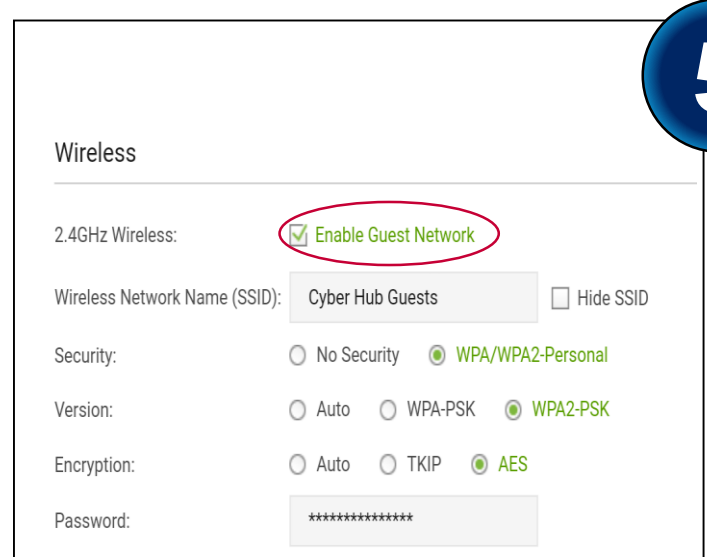 5
Wireless
2.4GHz Wireless: Enable Guest Network
Wireless Network Name (SSID): Cyber Hub Guests Hide SSID
Security: No Security WPA/WPA2-Personal
Version: Auto WPA-PSK WPA2-PSK
Encryption: Auto TKIP AES
Password: ***************